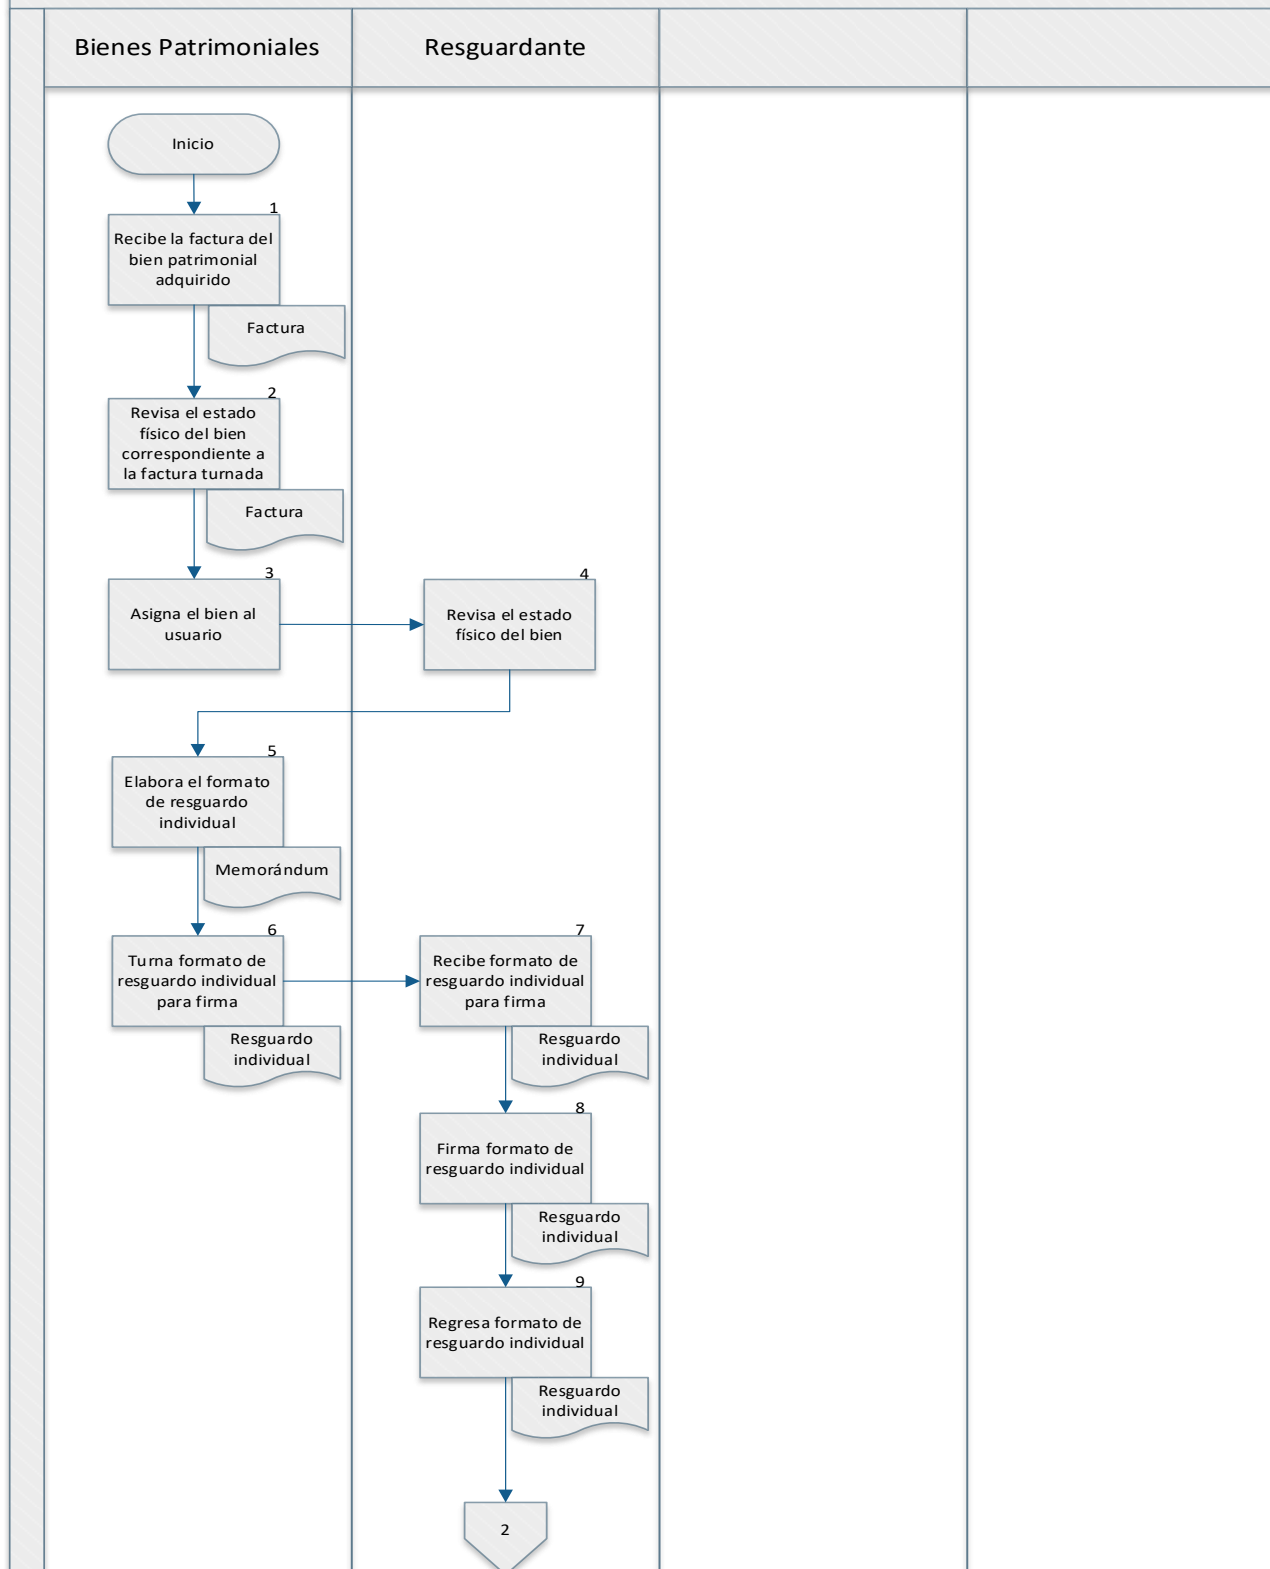 Bienes Patrimoniales
Resguardante
Inicio
1
Recibe la factura del
bien patrimonial
adquirido
Factura
2
Revisa el estado
físico del bien
correspondiente a
la factura turnada
Factura
3
Asigna el bien al
usuario
4
Revisa el estado
físico del bien
5
Elabora el formato
de resguardo
individual
Memorándum
6
Turna formato de
resguardo individual
para firma
Resguardo
individual
7
Recibe formato de
resguardo individual
para firma
Resguardo
individual
8
Firma formato de
resguardo individual
Resguardo
individual
9
Regresa formato de
resguardo individual
Resguardo
individual
2